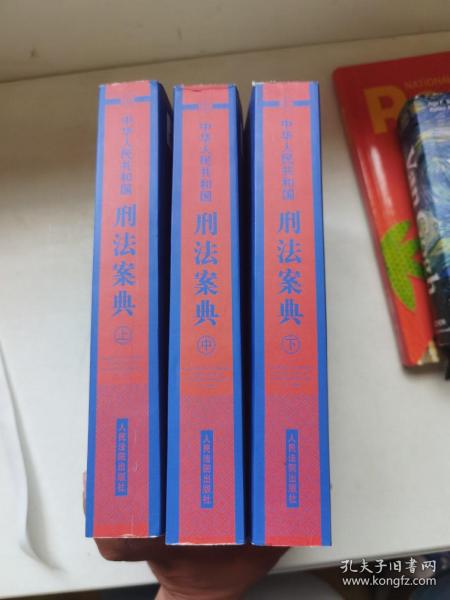 中华人民共和国
刑法案典
上
人民法院出版社
中华人民共和国
刑法案典
中
人民法院出版社
中华人民共和国
刑法案典
下
人民法院出版社
NATIONAL
孔夫子旧书网
www.kongfz.com